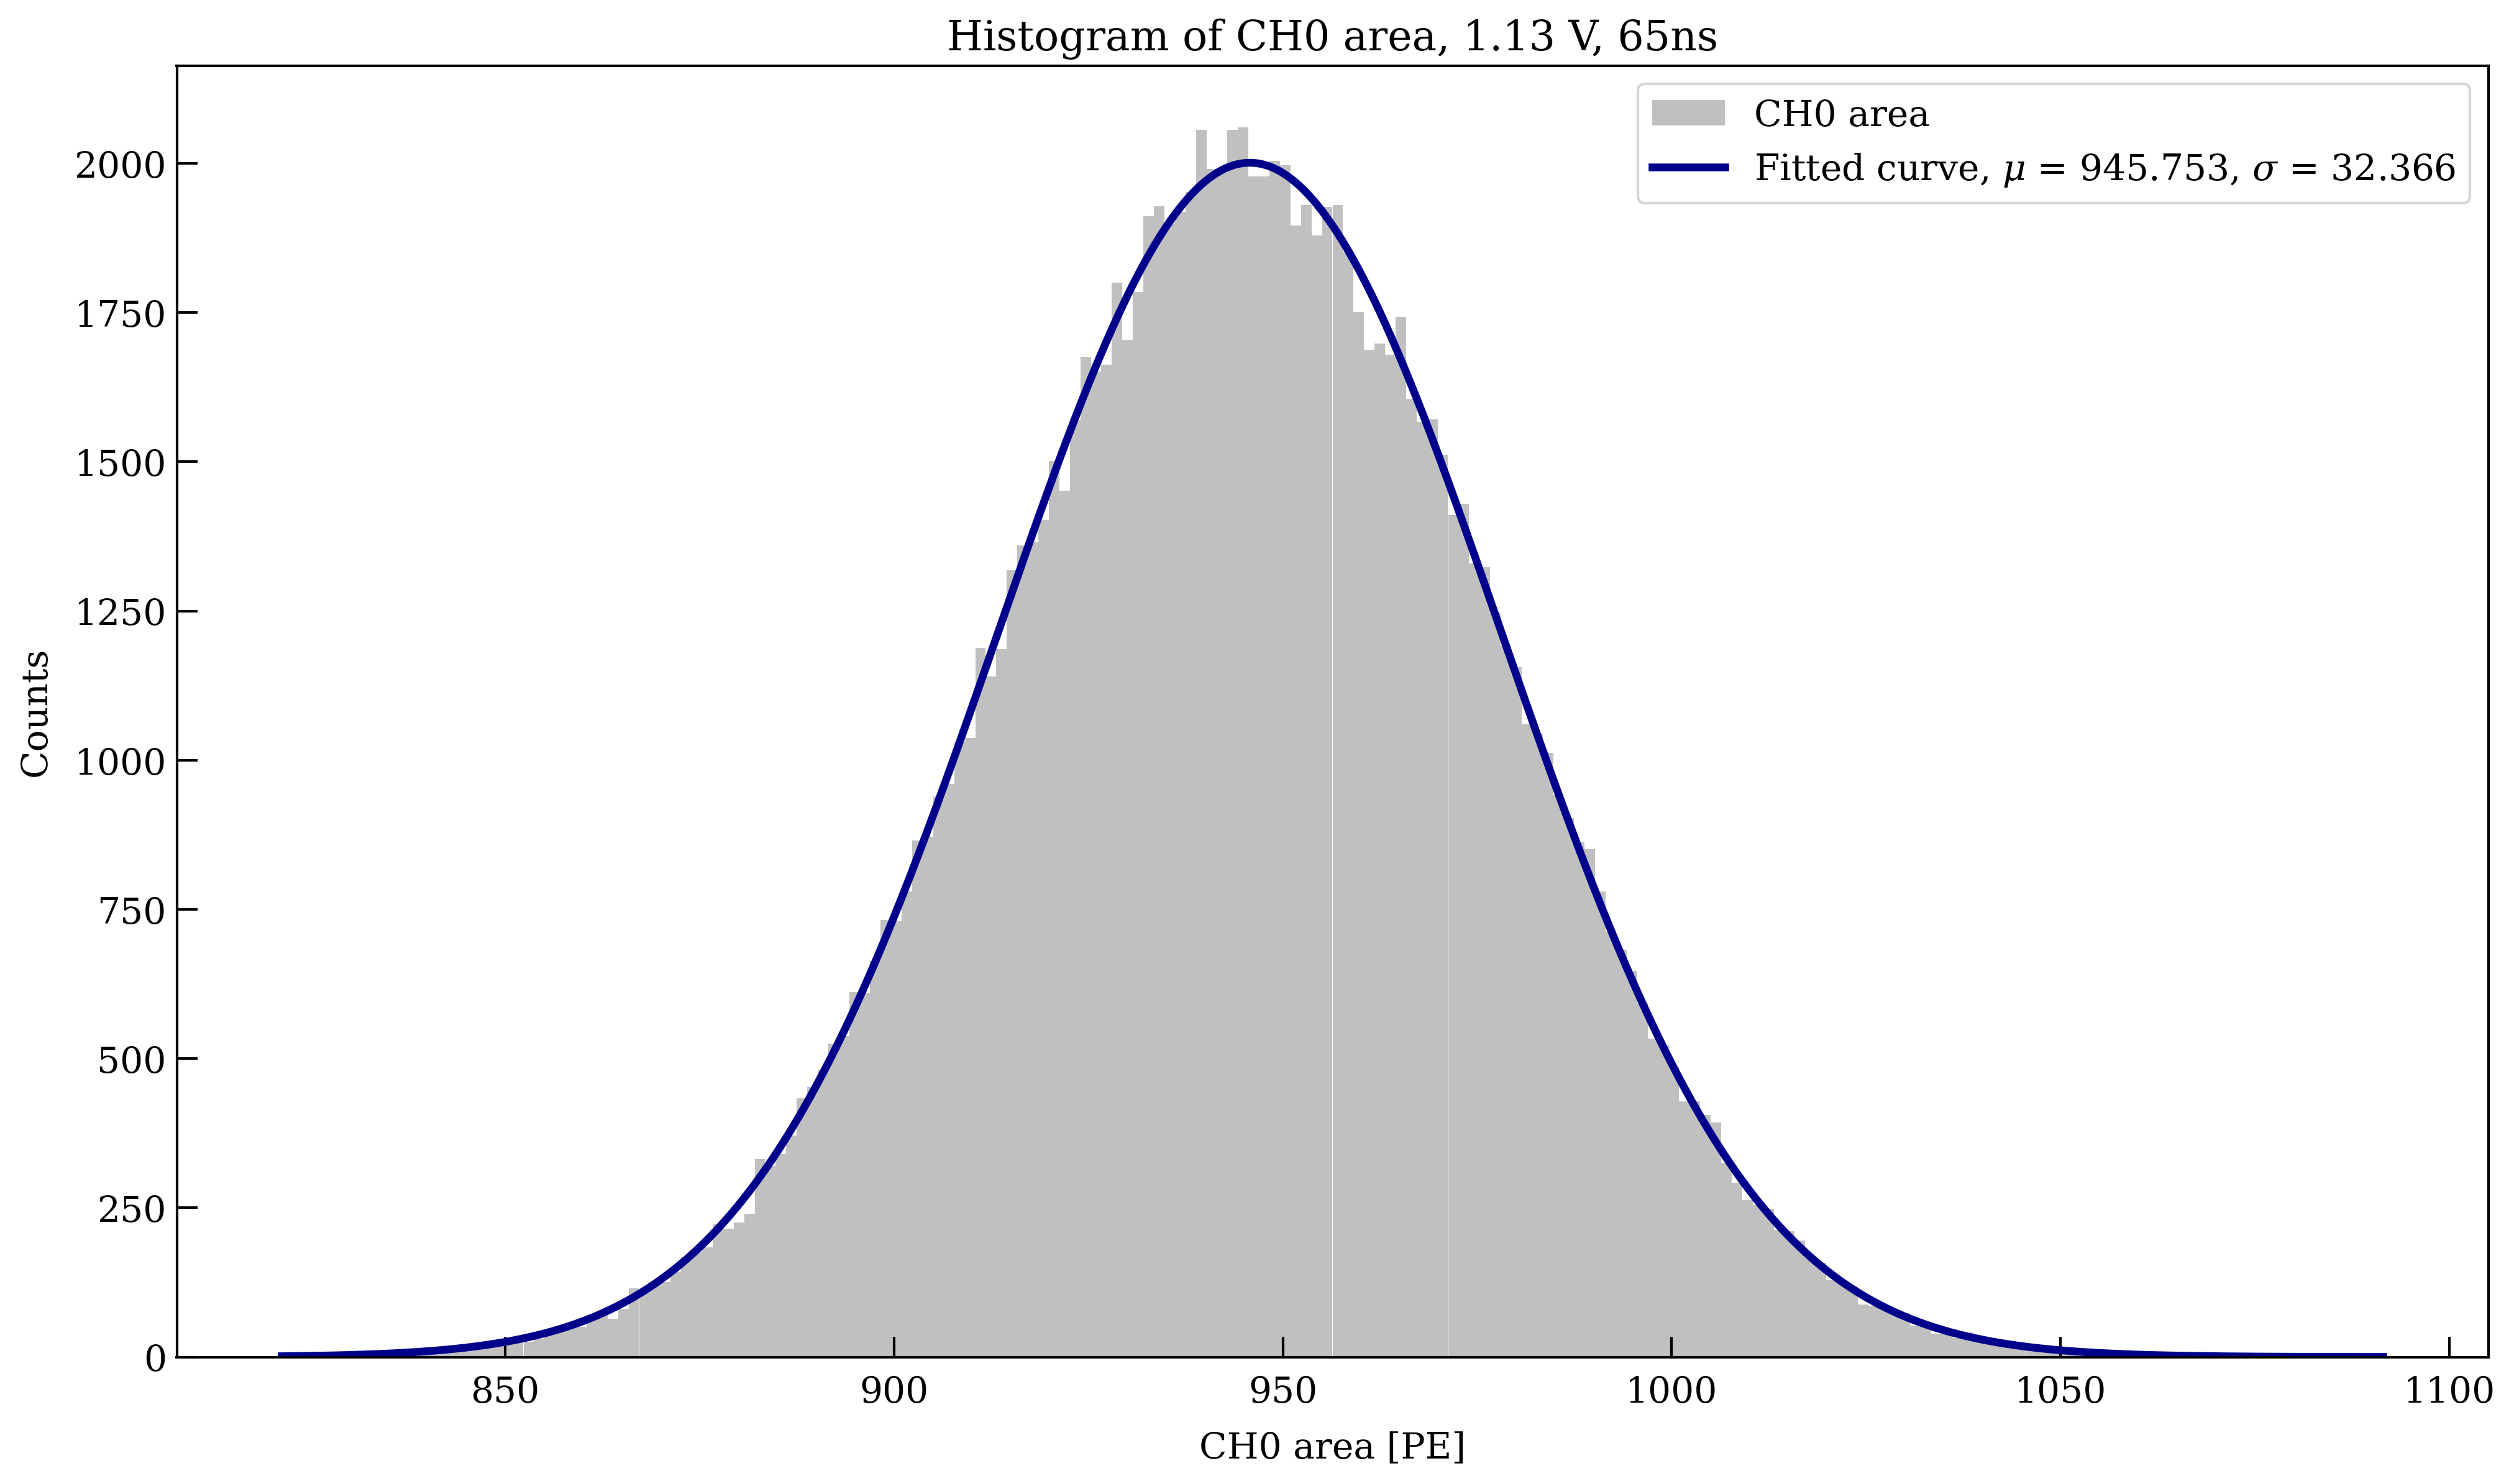 Histogram of CH0 area, 1.13 V, 65ns
CH0 area
Fitted curve, μ = 945.753, σ = 32.366
2000
1750
1500
1250
1000
750
500
250
0
Counts
850 900 950 1000 1050 1100
CH0 area [PE]